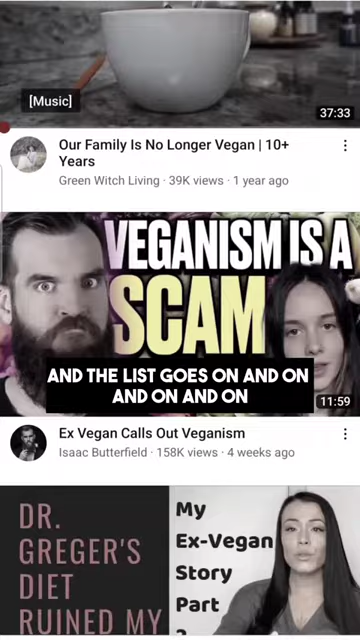 [Music]
37:33
Our Family Is No Longer Vegan | 10+
Years
Green Witch Living · 39K views · 1 year ago
VEGANISM IS A
SCAM
AND THE LIST GOES ON AND ON
AND ON AND ON
11:59
Ex Vegan Calls Out Veganism
Isaac Butterfield · 158K views · 4 weeks ago
DR.
GREGER'S
DIET
RUINED MY
My
Ex-Vegan
Story
Part